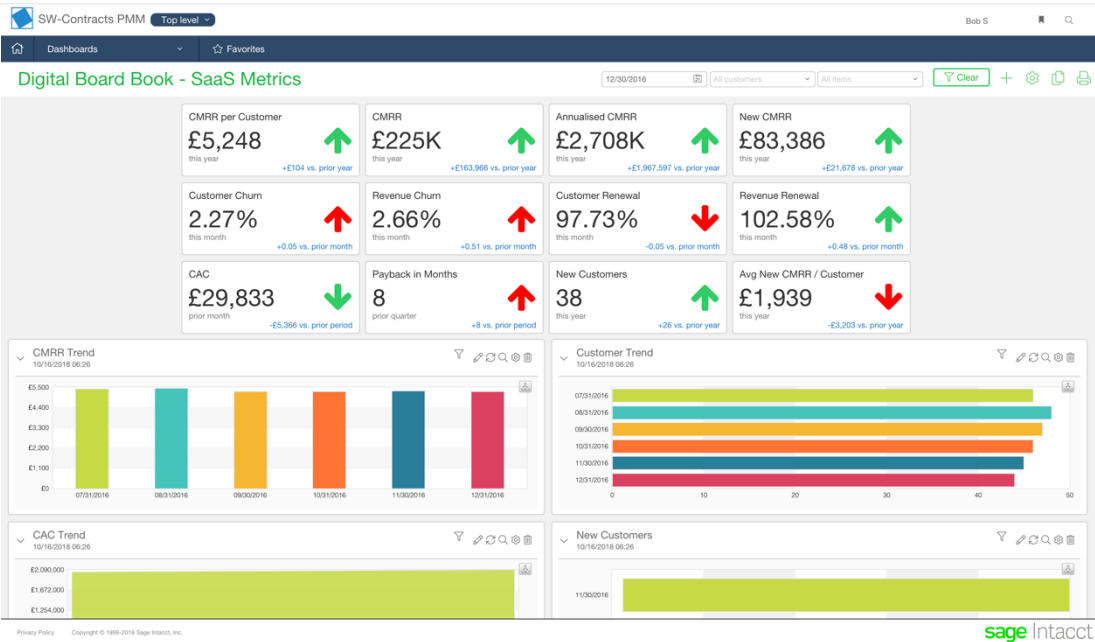 SW-Contracts PMM Top level Bob S
Dashboards Favorites
Digital Board Book - SaaS Metrics 12/30/2016 All customers All items Clear
CMRR per Customer
£5,248
this year
+£104 vs. prior year
CMRR
£225K
this year
+£163,966 vs. prior year
Annualised CMRR
£2,708K
this year
+£1,967,597 vs. prior year
New CMRR
£83,386
this year
+£21,678 vs. prior year
Customer Churn
2.27%
this month
+0.05 vs. prior month
Revenue Churn
2.66%
this month
+0.51 vs. prior month
Customer Renewal
97.73%
this month
-0.05 vs. prior month
Revenue Renewal
102.58%
this month
+0.48 vs. prior month
CAC
£29,833
prior month
-£5,366 vs. prior period
Payback in Months
8
prior quarter
+8 vs. prior period
New Customers
38
this year
+26 vs. prior year
Avg New CMRR / Customer
£1,939
this year
-£3,203 vs. prior year
CMRR Trend
10/16/2018 06:26
£5,500
£4,400
£3,300
£2,200
£1,100
£0
07/31/2016 08/31/2016 09/30/2016 10/31/2016 11/30/2016 12/31/2016
Customer Trend
10/16/2018 06:26
07/31/2016
08/31/2016
09/30/2016
10/31/2016
11/30/2016
12/31/2016
0 10 20 30 40 50
CAC Trend
10/16/2018 06:26
£2,090,000
£1,672,000
£1,254,000
New Customers
10/16/2018 06:26
11/30/2016
Privacy Policy Copyright © 1999-2018 Sage Intacct, Inc.
sage Intacct